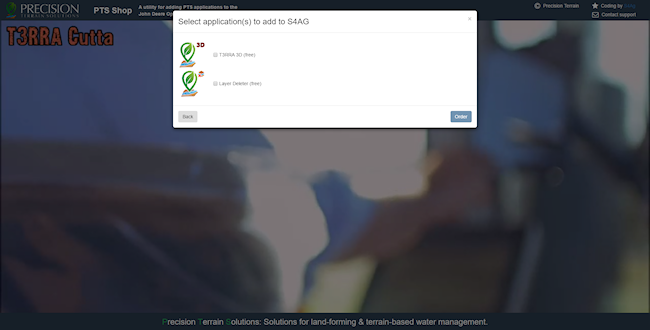 PRECISION
TERRAIN SOLUTIONS
PTS Shop
A utility for adding PTS applications to the
John Deere Op
Precision Terrain
Coding by
Contact support
T3RRA Cutta
Select application(s) to add to S4AG
×
3D
T3RRA 3D (free)
Layer Deleter (free)
Back
Order
Precision Terrain Solutions: Solutions for land-forming & terrain-based water management.